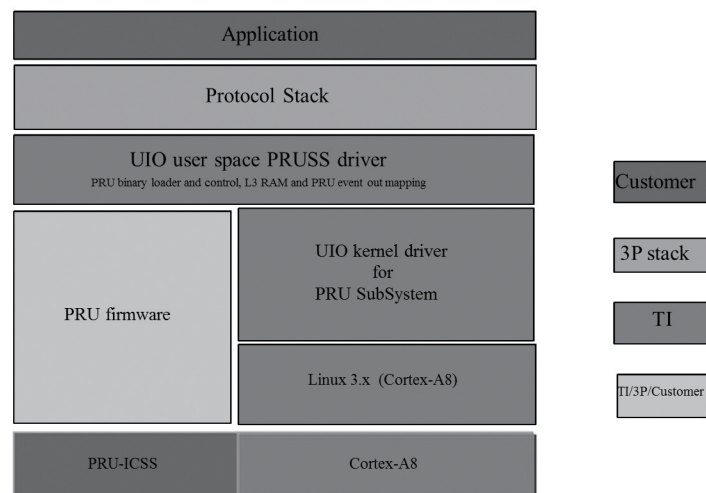 Application
Protocol Stack
UIO user space PRUSS driver
PRU binary loader and control, L3 RAM and PRU event out mapping
PRU firmware
UIO kernel driver
for
PRU SubSystem
Linux 3.x (Cortex-A8)
PRU-ICSS
Cortex-A8
Customer
3P stack
TI
TI/3P/Customer